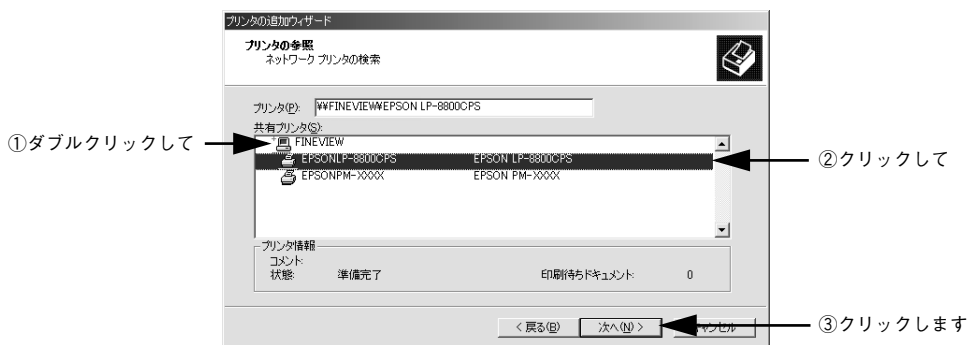 プリンタの追加ウィザード
プリンタの参照
ネットワーク プリンタの検索
プリンタ(P): ¥¥FINEVIEW¥EPSON LP-8800CPS
共有プリンタ(S):
①ダブルクリックして
FINEVIEW
EPSONLP-8800CPS EPSON LP-8800CPS
②クリックして
EPSONPM-XXXX EPSON PM-XXXX
プリンタ情報
コメント:
状態: 準備完了 印刷待ちドキュメント: 0
< 戻る(B) 次へ(N) > ャンセル
③クリックします